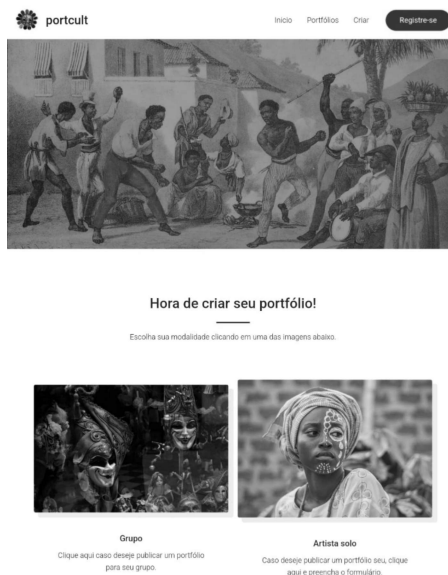 portcult
Inicio Portfólios Criar Registre-se
Hora de criar seu portfólio!
Escolha sua modalidade clicando em uma das imagens abaixo.
Grupo
Clique aqui caso deseje publicar um portfólio
para seu grupo.
Artista solo
Caso deseje publicar um portfólio seu, clique
aqui e preencha o formulário.